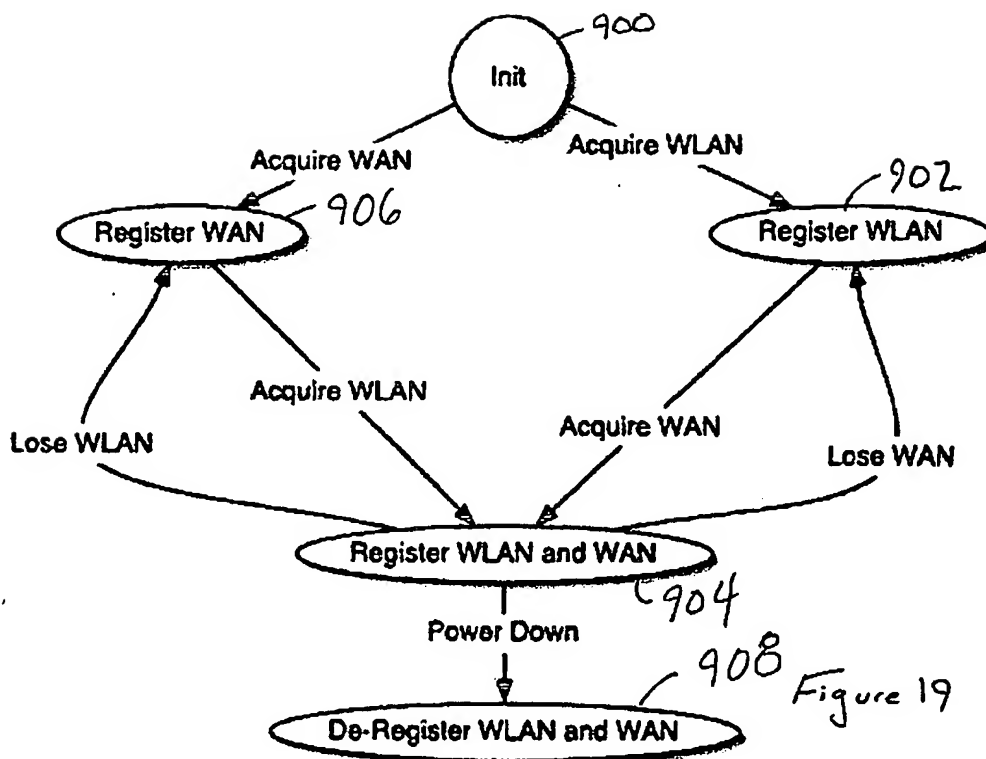 900
Init
Acquire WAN
Acquire WLAN
906
902
Register WAN
Register WLAN
Acquire WLAN
Acquire WAN
Lose WLAN
Lose WAN
Register WLAN and WAN
904
Power Down
908
Figure 19
De-Register WLAN and WAN